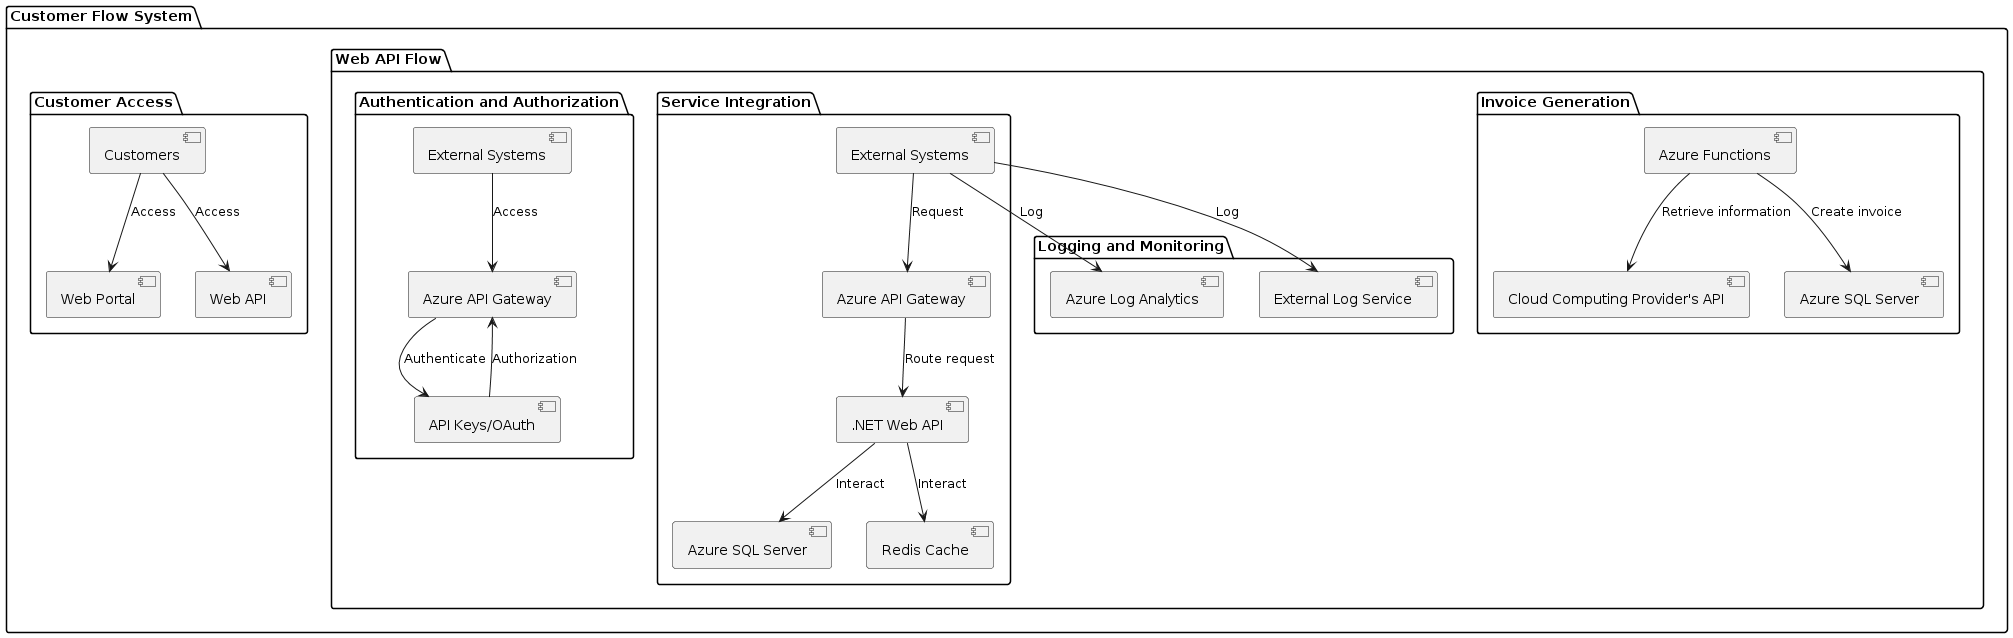 Customer Flow System
Web API Flow
Customer Access
Authentication and Authorization
Service Integration
Invoice Generation
Customers
External Systems
External Systems
Azure Functions
Access
Access
Access
Request
Log
Log
Retrieve information
Create invoice
Logging and Monitoring
Web Portal
Web API
Azure API Gateway
Azure API Gateway
Azure Log Analytics
External Log Service
Cloud Computing Provider's API
Azure SQL Server
Authenticate
Authorization
Route request
API Keys/OAuth
.NET Web API
Interact
Interact
Azure SQL Server
Redis Cache